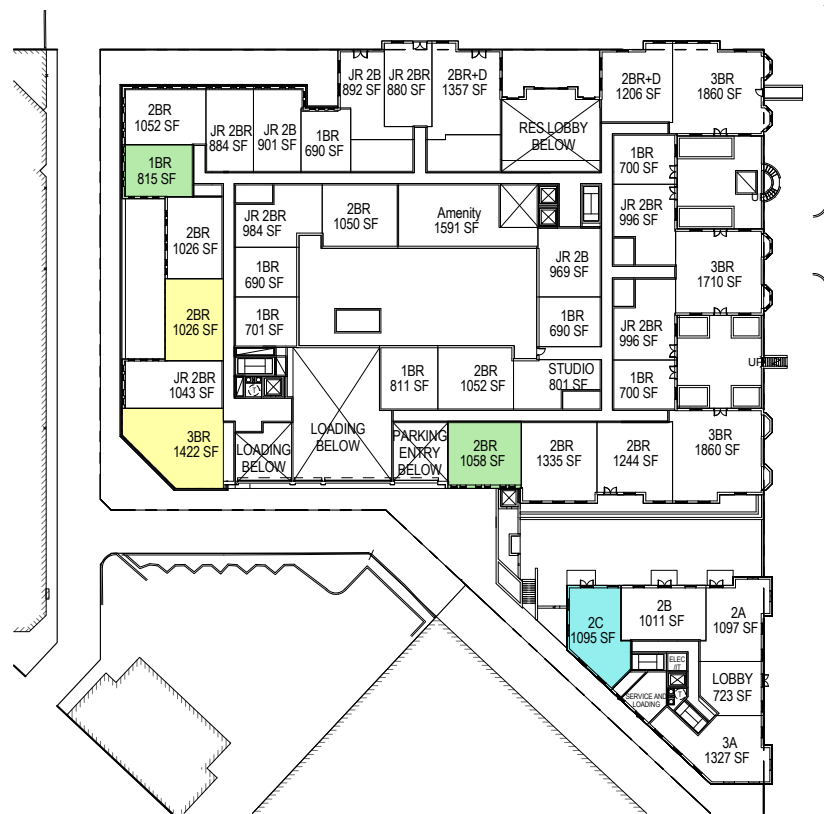 JR 2B
892 SF
JR 2BR
880 SF
2BR+D
1357 SF
2BR+D
1206 SF
3BR
1860 SF
2BR
1052 SF
JR 2BR
884 SF
JR 2B
901 SF
1BR
690 SF
RES LOBBY
BELOW
1BR
815 SF
1BR
700 SF
JR 2BR
996 SF
2BR
1026 SF
JR 2BR
984 SF
2BR
1050 SF
Amenity
1591 SF
JR 2B
969 SF
3BR
1710 SF
1BR
690 SF
2BR
1026 SF
1BR
701 SF
1BR
690 SF
JR 2BR
996 SF
JR 2BR
1043 SF
1BR
811 SF
2BR
1052 SF
STUDIO
801 SF
1BR
700 SF
UP
3BR
1422 SF
LOADING
BELOW
LOADING
BELOW
PARKING
ENTRY
BELOW
2BR
1058 SF
2BR
1335 SF
2BR
1244 SF
3BR
1860 SF
2C
1095 SF
2B
1011 SF
2A
1097 SF
ELEC
/IT
LOBBY
723 SF
SERVICE AND
LOADING
3A
1327 SF